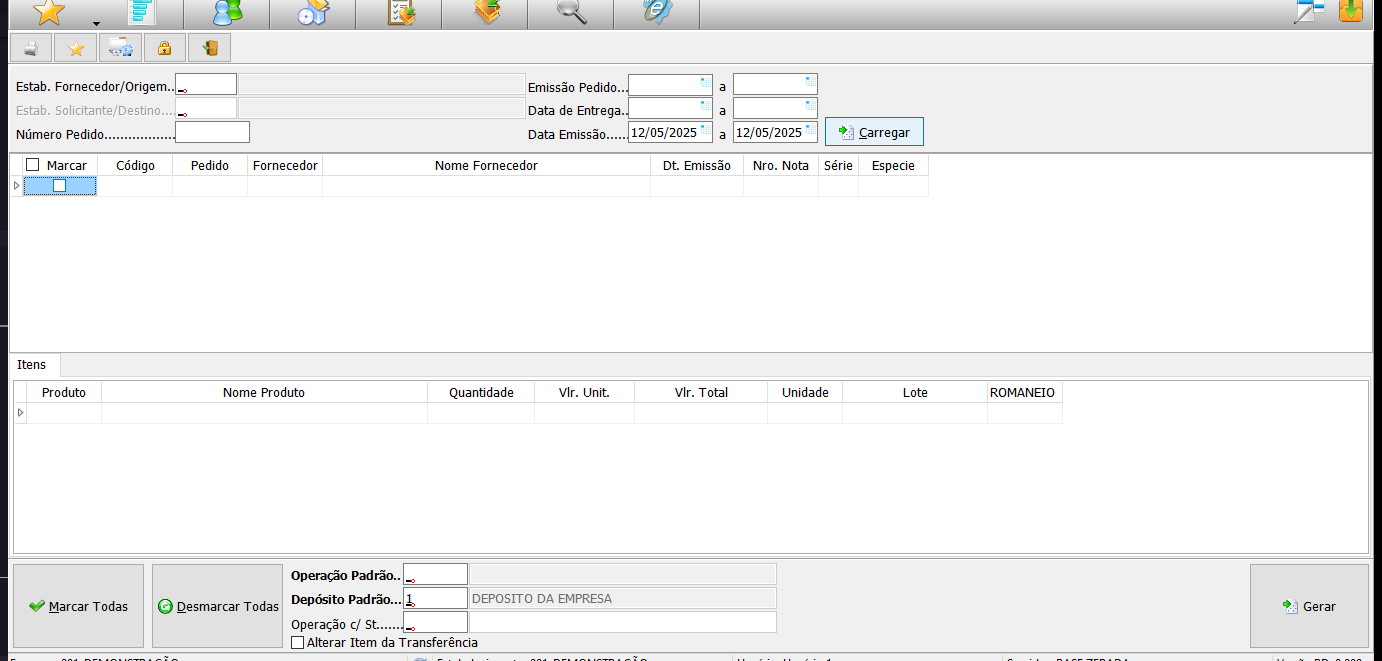 Estab. Fornecedor/Origem..
Emissão Pedido...
a
Estab. Solicitante/Destino....
Data de Entrega..
a
Número Pedido..................
Data Emissão......
12/05/2025
a
12/05/2025
Carregar
Marcar Código Pedido Fornecedor Nome Fornecedor Dt. Emissão Nro. Nota Série Especie
Itens
Produto Nome Produto Quantidade Vlr. Unit. Vlr. Total Unidade Lote ROMANEIO
Marcar Todas
Desmarcar Todas
Operação Padrão..
Depósito Padrão...
1
DEPOSITO DA EMPRESA
Operação c/ St.......
Alterar Item da Transferência
Gerar